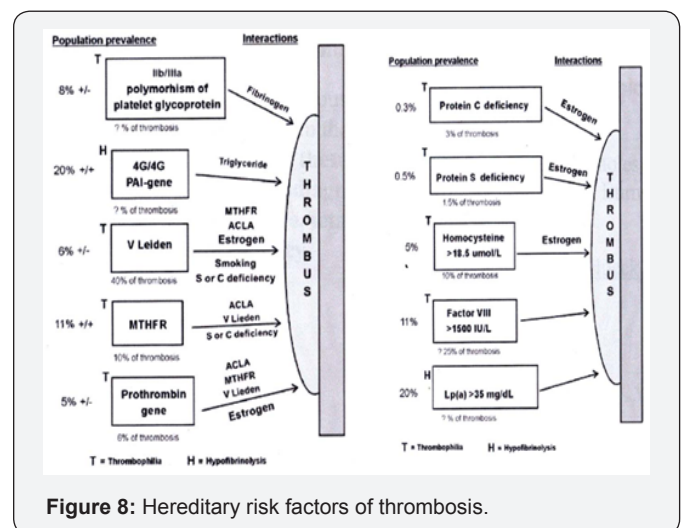 Population prevalence
Interactions
T
IIb/IIIa
polymorhism of
platelet glycoprotein
8% +/-
Fibrinogen
? % of thrombosis
H
4G/4G
PAI-gene
20% +/+
Triglyceride
? % of thrombosis
T
V Leiden
6% +/-
MTHFR
ACLA
Estrogen
Smoking
S or C deficiency
40% of thrombosis
T
MTHFR
11% +/+
ACLA
V Lieden
S or C deficiency
10% of thrombosis
T
Prothrombin
gene
5% +/-
ACLA
MTHFR
V Lieden
Estrogen
6% of thrombosis
THROMBUS
T = Thrombophilia H = Hypofibrinolysis
Population prevalence
Interactions
T
Protein C deficiency
0.3%
Estrogen
3% of thrombosis
T
Protein S deficiency
0.5%
Estrogen
1.5% of thrombosis
T
Homocysteine
>18.5 umol/L
5%
Estrogen
10% of thrombosis
T
Factor VIII
>1500 IU/L
11%
? 25% of thrombosis
H
Lp(a) >35 mg/dL
20%
? % of thrombosis
THROMBUS
T = Thrombophilia H = Hypofibrinolysis
Figure 8: Hereditary risk factors of thrombosis.